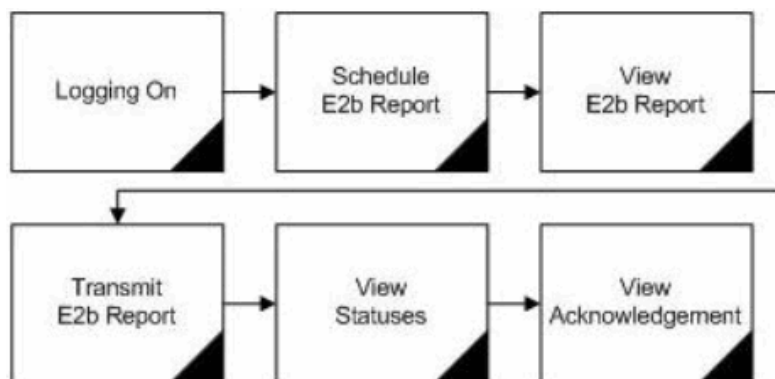 Logging On
Schedule
E2b Report
View
E2b Report
Transmit
E2b Report
View
Statuses
View
Acknowledgement